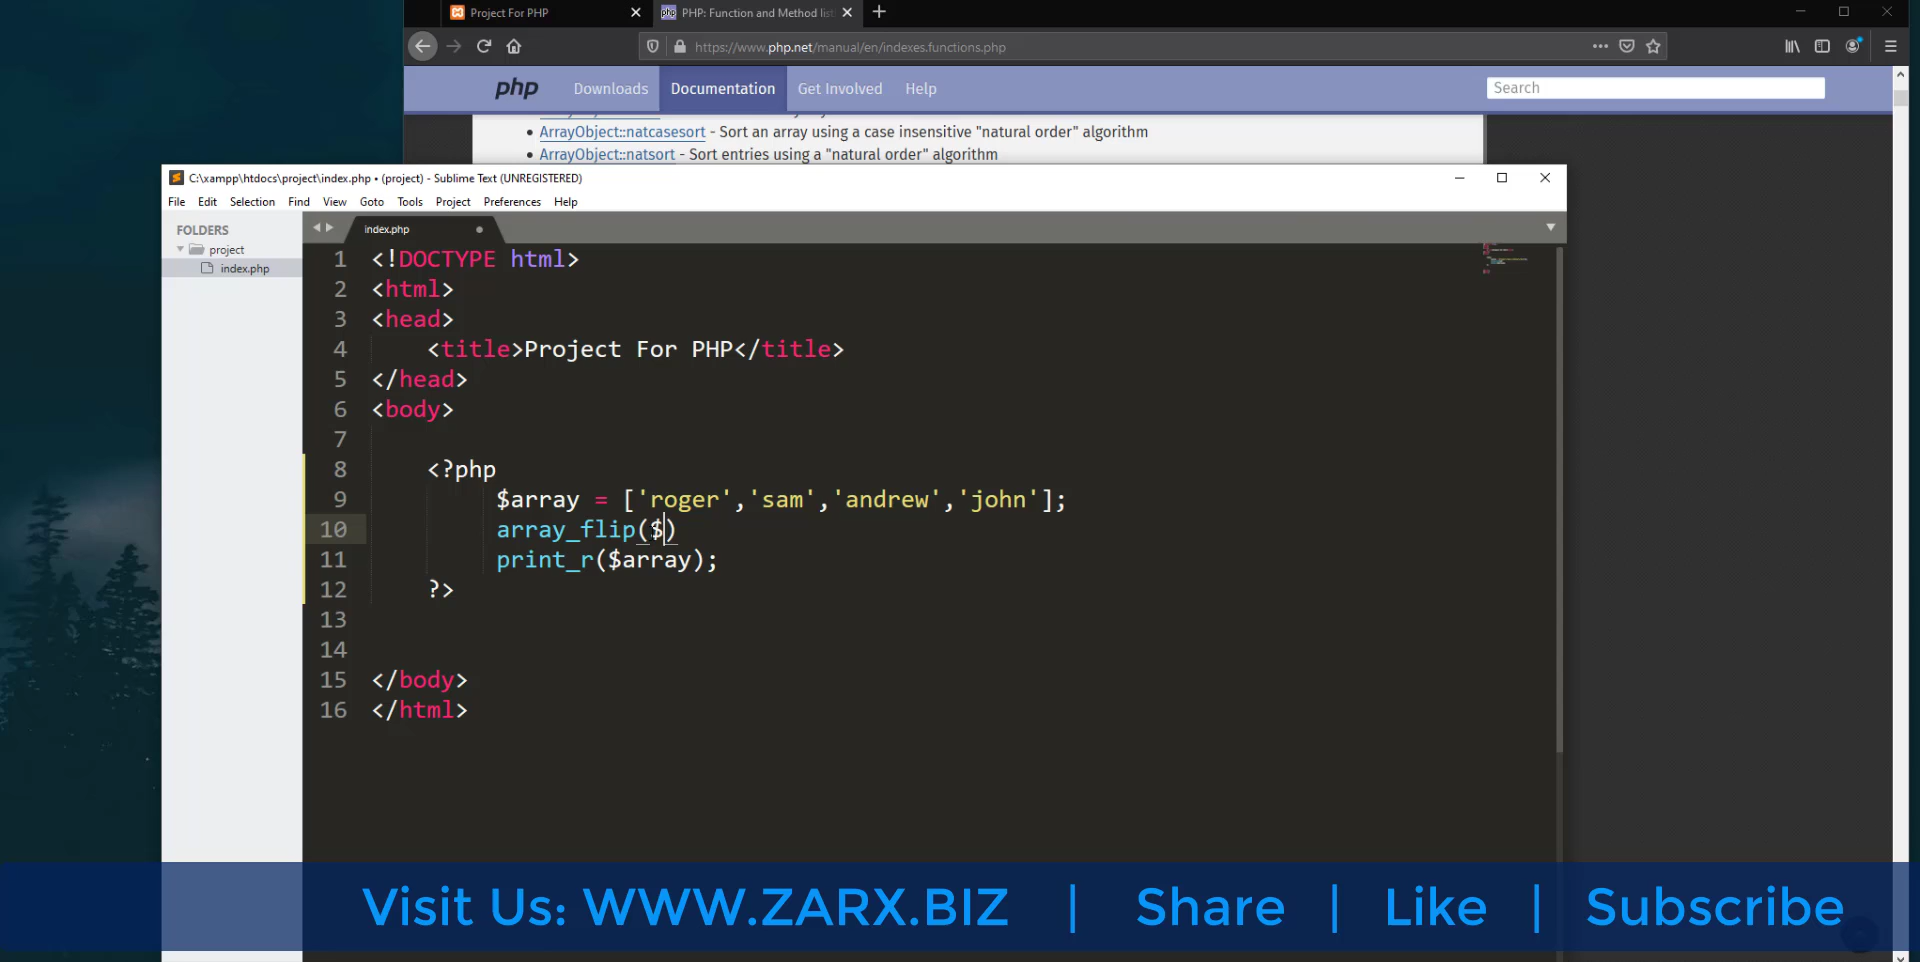 Project For PHP
PHP: Function and Method list
https://www.php.net/manual/en/indexes.functions.php
php Downloads Documentation Get Involved Help Search
ArrayObject::natcasesort - Sort an array using a case insensitive "natural order" algorithm
ArrayObject::natsort - Sort entries using a "natural order" algorithm
C:\xampp\htdocs\project\index.php • (project) - Sublime Text (UNREGISTERED)
File Edit Selection Find View Goto Tools Project Preferences Help
FOLDERS
project
index.php
index.php
1 <!DOCTYPE html>
2 <html>
3 <head>
4 <title>Project For PHP</title>
5 </head>
6 <body>
7
8 <?php
9 $array = ['roger','sam','andrew','john'];
10 array_flip($)
11 print_r($array);
12 ?>
13
14
15 </body>
16 </html>
Visit Us: WWW.ZARX.BIZ | Share | Like | Subscribe